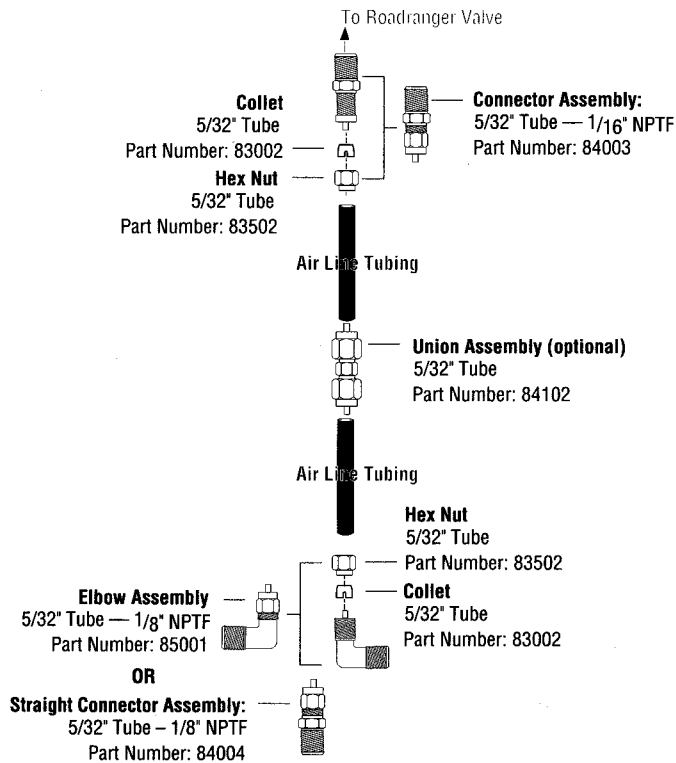 To Roadranger Valve
Collet
5/32" Tube
Part Number: 83002
Hex Nut
5/32" Tube
Part Number: 83502
Connector Assembly:
5/32" Tube — 1/16" NPTF
Part Number: 84003
Air Line Tubing
Union Assembly (optional)
5/32" Tube
Part Number: 84102
Air Line Tubing
Hex Nut
5/32" Tube
Part Number: 83502
Collet
5/32" Tube
Part Number: 83002
Elbow Assembly
5/32" Tube — 1/8" NPTF
Part Number: 85001
OR
Straight Connector Assembly:
5/32" Tube – 1/8" NPTF
Part Number: 84004